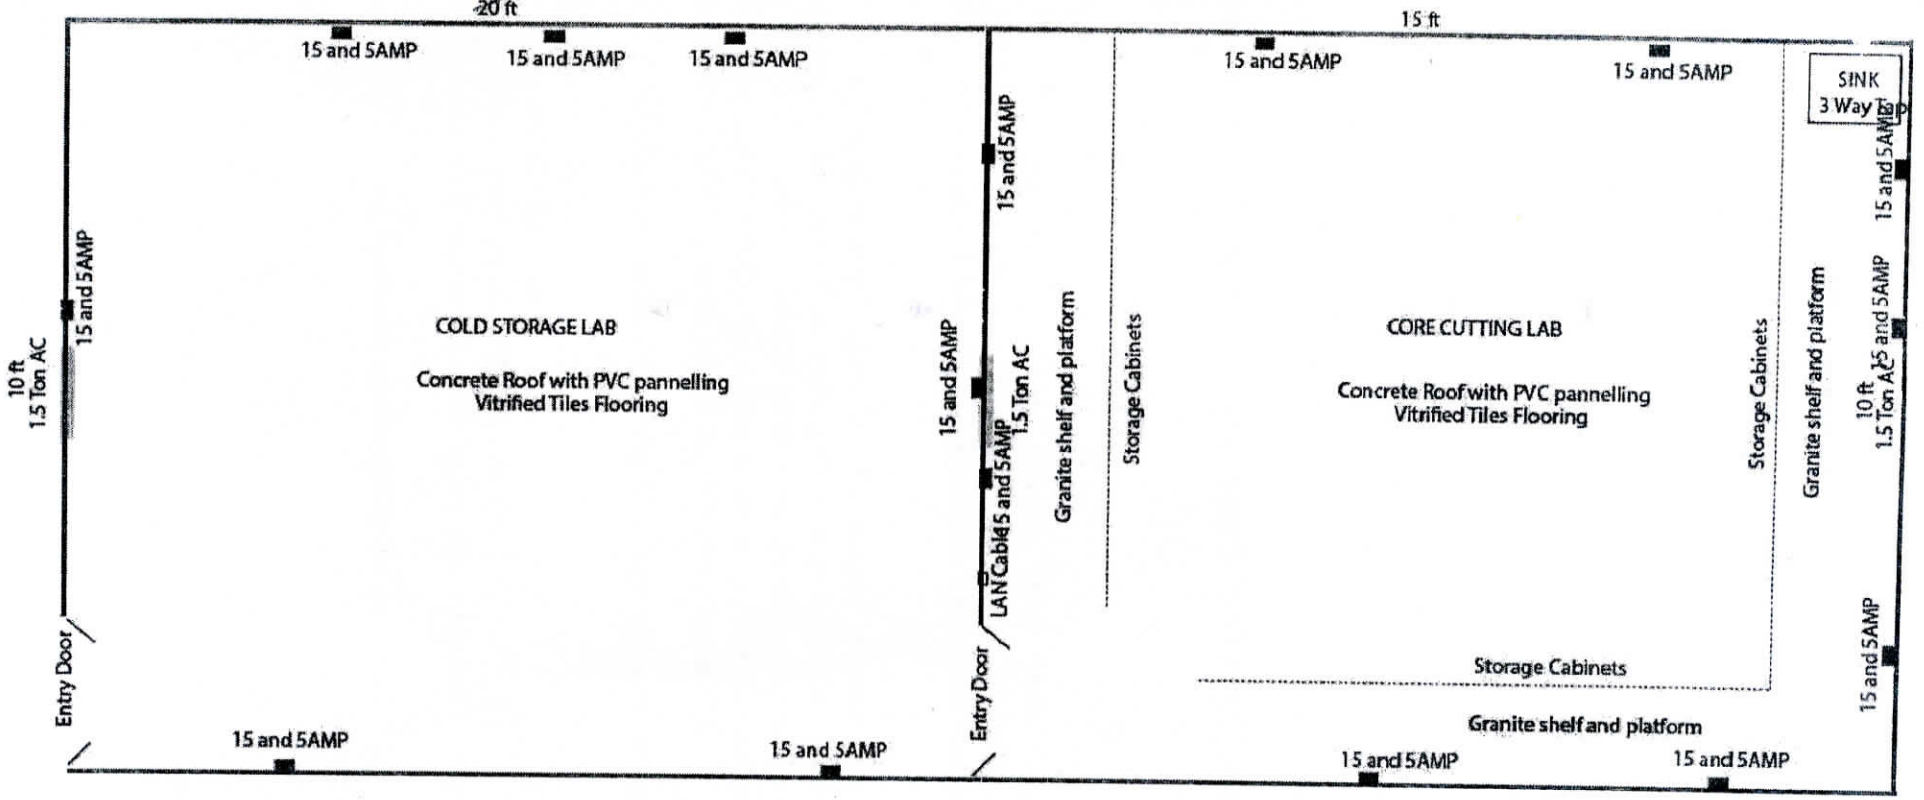 20 ft
15 ft
15 and 5AMP
15 and 5AMP
15 and 5AMP
15 and 5AMP
15 and 5AMP
SINK
3 Way Tap
15 and 5AMP
15 and 5AMP
15 and 5AMP
10 ft
1.5 Ton AC
COLD STORAGE LAB
Concrete Roof with PVC pannelling
Vitrified Tiles Flooring
15 and 5AMP
1.5 Ton AC
15 and 5AMP
LAN Cable
Granite shelf and platform
Storage Cabinets
CORE CUTTING LAB
Concrete Roof with PVC pannelling
Vitrified Tiles Flooring
Storage Cabinets
Granite shelf and platform
15 and 5AMP
10 ft
1.5 Ton AC
Entry Door
Entry Door
Storage Cabinets
Granite shelf and platform
15 and 5AMP
15 and 5AMP
15 and 5AMP
15 and 5AMP
15 and 5AMP